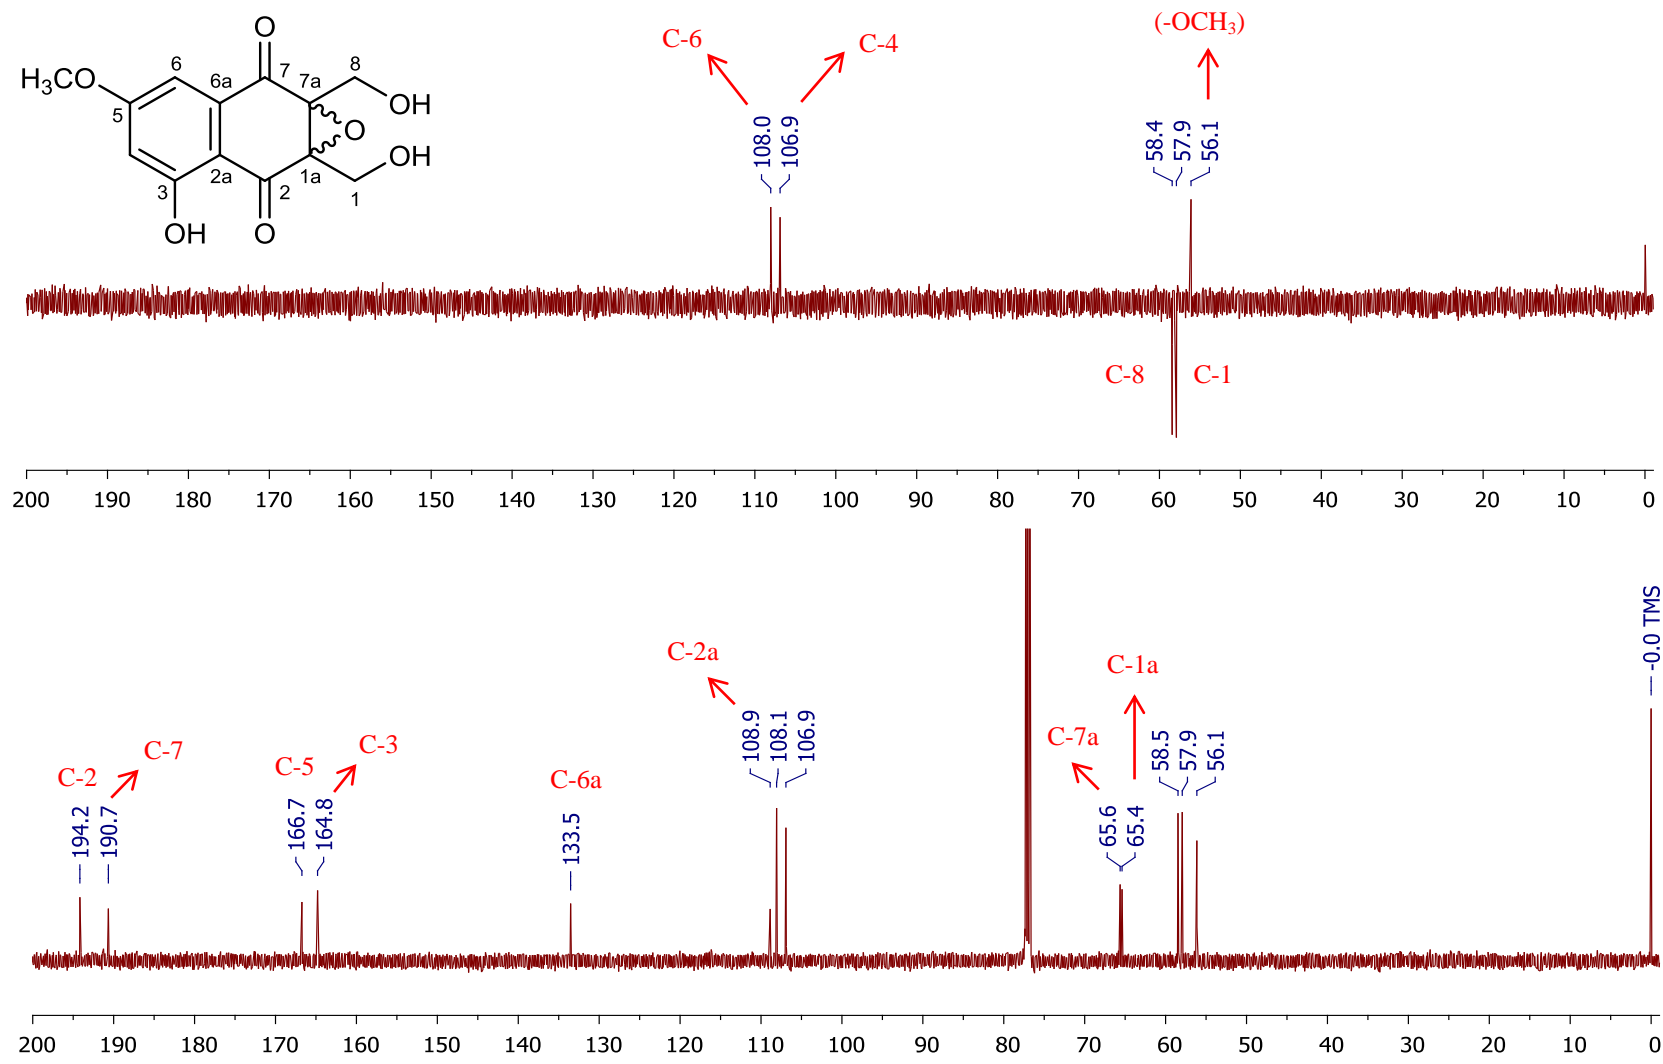 O
6
8
7
H₃CO
6a
7a
OH
5
O
OH
3
2a
1a
2
1
OH
O
C-6
C-4
(-OCH₃)
108.0
106.9
58.4
57.9
56.1
C-8
C-1
200 190 180 170 160 150 140 130 120 110 100 90 80 70 60 50 40 30 20 10 0
C-2
C-7
C-5
C-3
C-6a
C-2a
C-7a
C-1a
194.2
190.7
166.7
164.8
133.5
108.9
108.1
106.9
65.6
65.4
58.5
57.9
56.1
-0.0 TMS
200 190 180 170 160 150 140 130 120 110 100 90 80 70 60 50 40 30 20 10 0